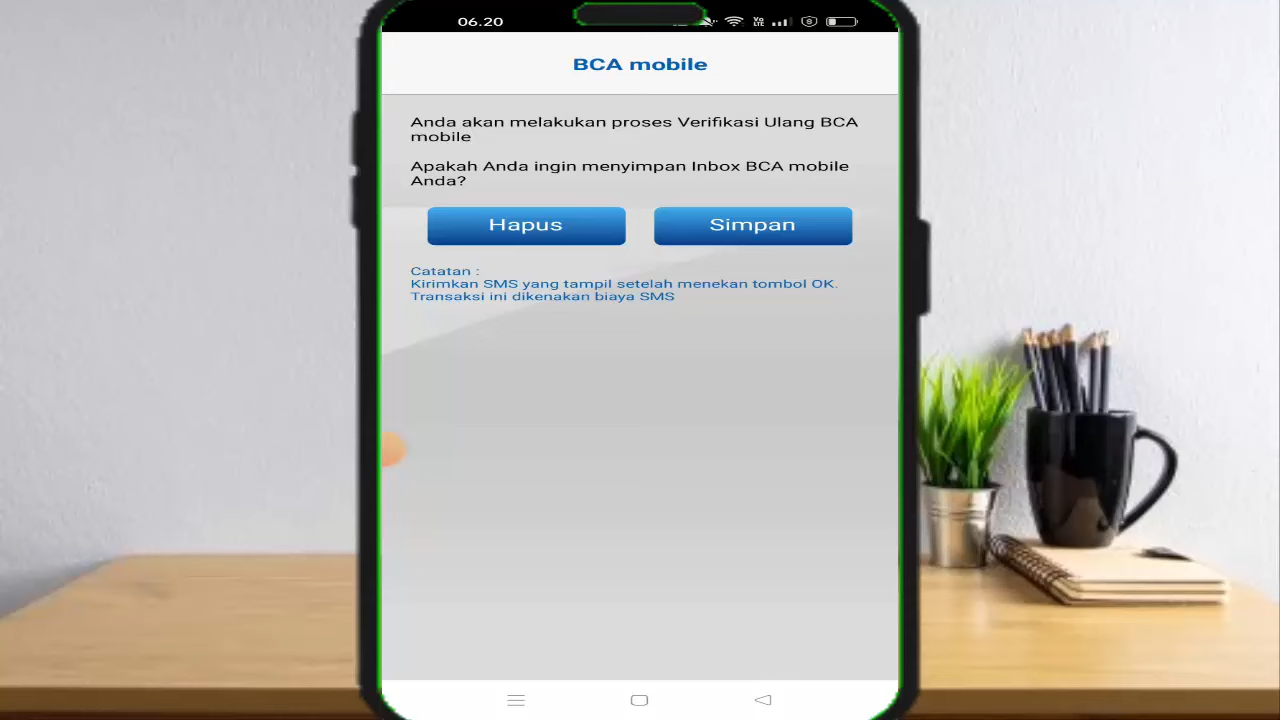 06.20
BCA mobile
Anda akan melakukan proses Verifikasi Ulang BCA
mobile
Apakah Anda ingin menyimpan Inbox BCA mobile
Anda?
Hapus
Simpan
Catatan :
Kirimkan SMS yang tampil setelah menekan tombol OK.
Transaksi ini dikenakan biaya SMS